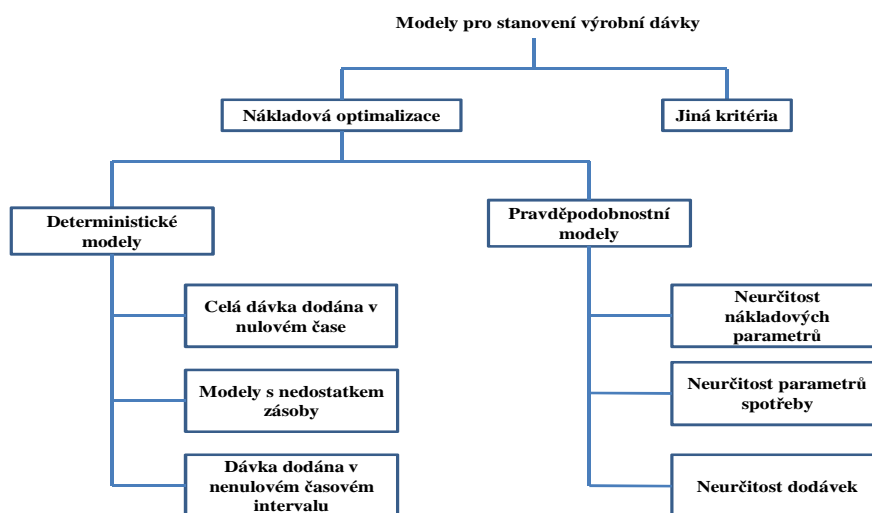 Modely pro stanovení výrobní dávky
Nákladová optimalizace
Jiná kritéria
Deterministické
modely
Pravděpodobnostní
modely
Celá dávka dodána v
nulovém čase
Modely s nedostatkem
zásoby
Dávka dodána v
nenulovém časovém
intervalu
Neurčitost
nákladových
parametrů
Neurčitost parametrů
spotřeby
Neurčitost dodávek